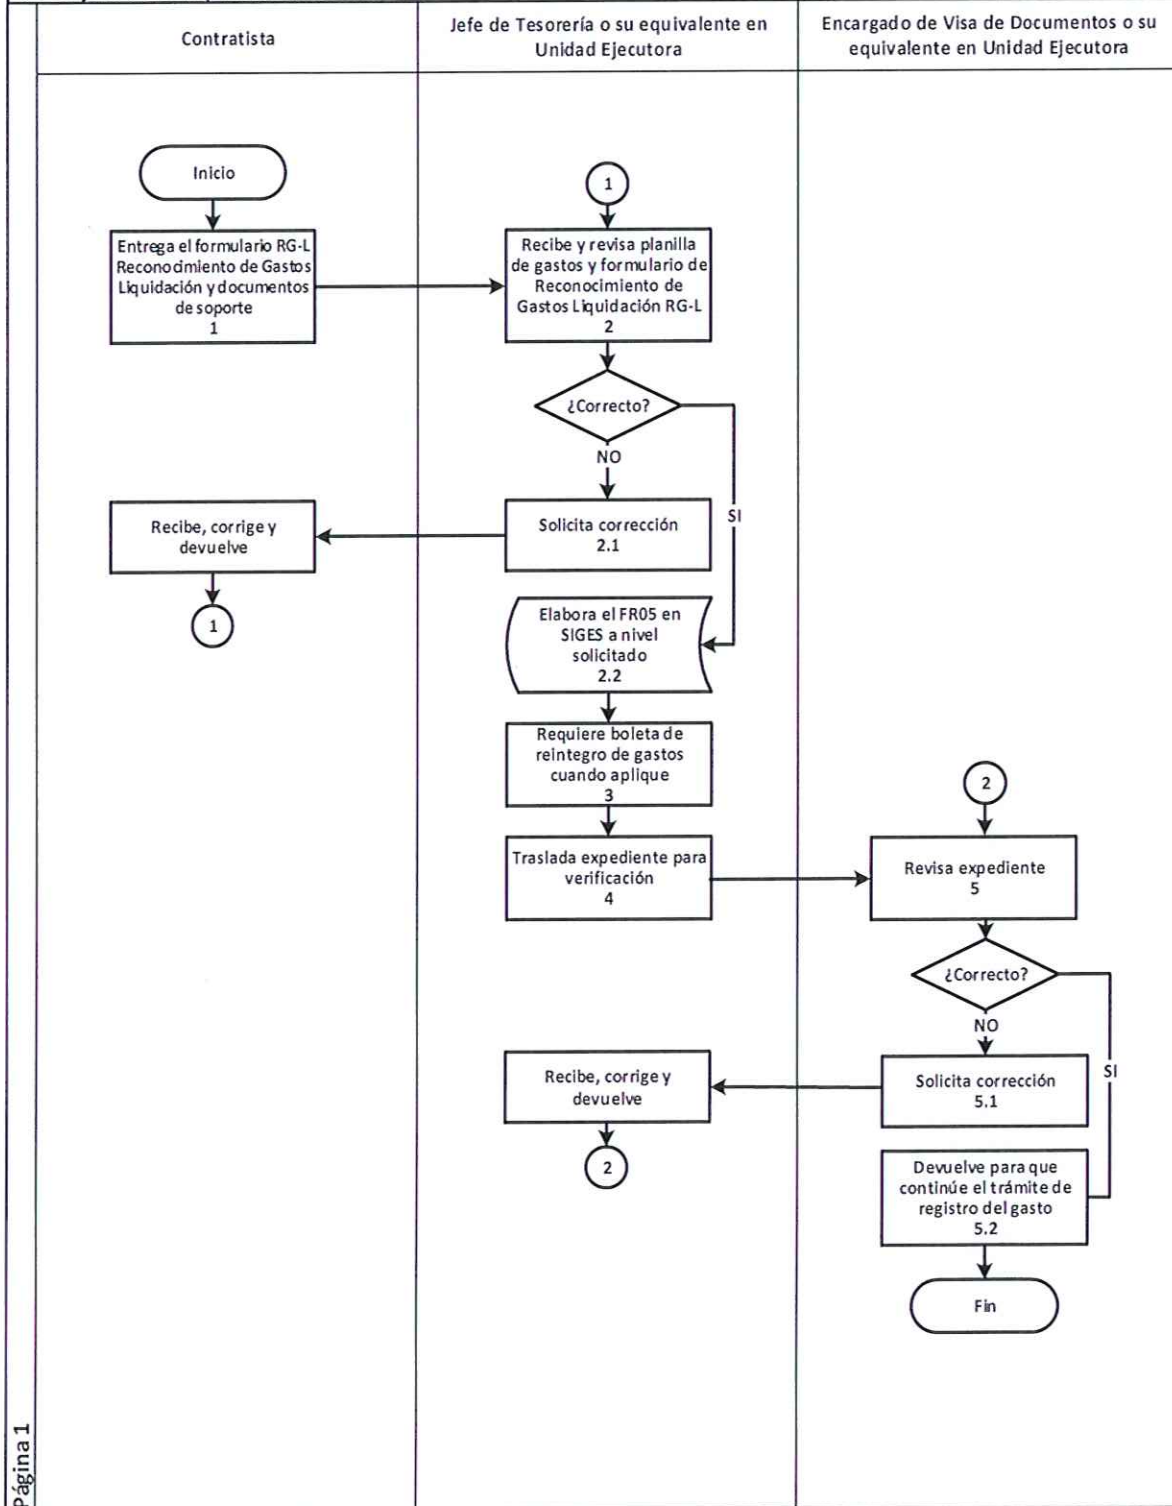 Contratista
Jefe de Tesorería o su equivalente en
Unidad Ejecutora
Encargado de Visa de Documentos o su
equivalente en Unidad Ejecutora
Inicio
Entrega el formulario RG-L
Reconocimiento de Gastos
Liquidación y documentos
de soporte
1
1
Recibe y revisa planilla
de gastos y formulario de
Reconocimiento de
Gastos Liquidación RG-L
2
¿Correcto?
NO
SI
Solicita corrección
2.1
Recibe, corrige y
devuelve
1
Elabora el FR05 en
SIGES a nivel
solicitado
2.2
Requiere boleta de
reintegro de gastos
cuando aplique
3
Traslada expediente para
verificación
4
2
Revisa expediente
5
¿Correcto?
NO
SI
Solicita corrección
5.1
Recibe, corrige y
devuelve
2
Devuelve para que
continúe el trámite de
registro del gasto
5.2
Fin
Página 1